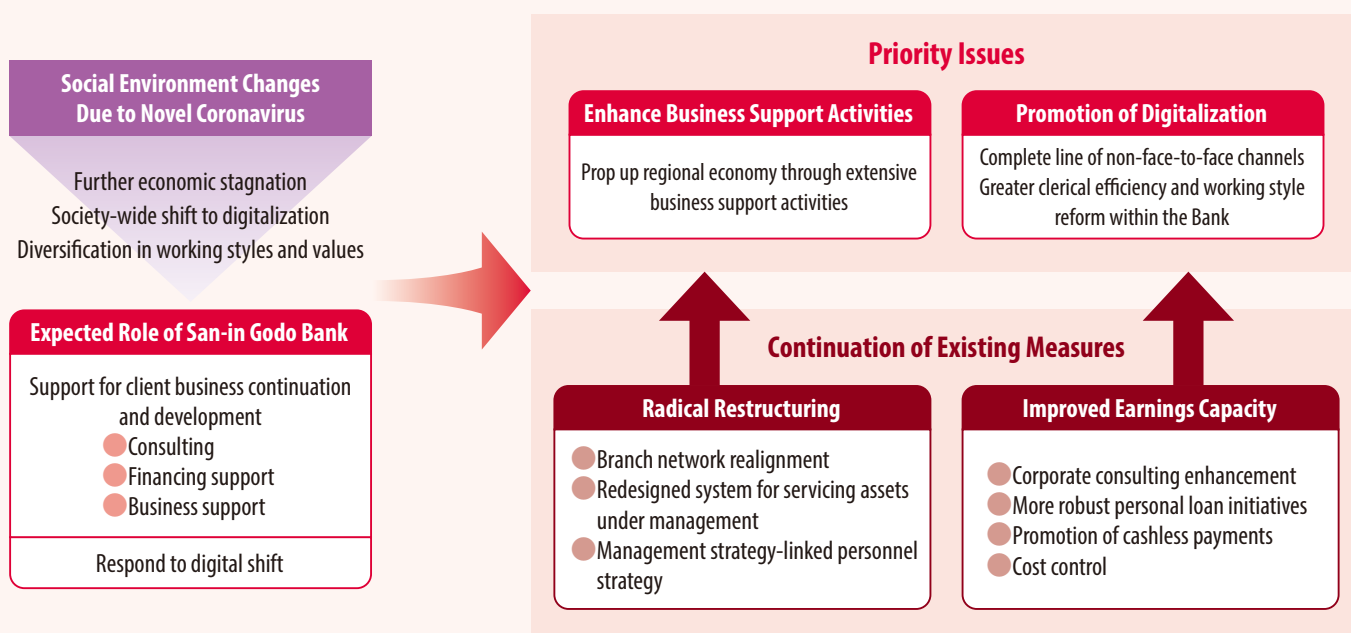 Social Environment Changes
Due to Novel Coronavirus
Further economic stagnation
Society-wide shift to digitalization
Diversification in working styles and values
Expected Role of San-in Godo Bank
Support for client business continuation
and development
Consulting
Financing support
Business support
Respond to digital shift
Priority Issues
Enhance Business Support Activities
Prop up regional economy through extensive
business support activities
Promotion of Digitalization
Complete line of non-face-to-face channels
Greater clerical efficiency and working style
reform within the Bank
Continuation of Existing Measures
Radical Restructuring
Branch network realignment
Redesigned system for servicing assets
under management
Management strategy-linked personnel
strategy
Improved Earnings Capacity
Corporate consulting enhancement
More robust personal loan initiatives
Promotion of cashless payments
Cost control